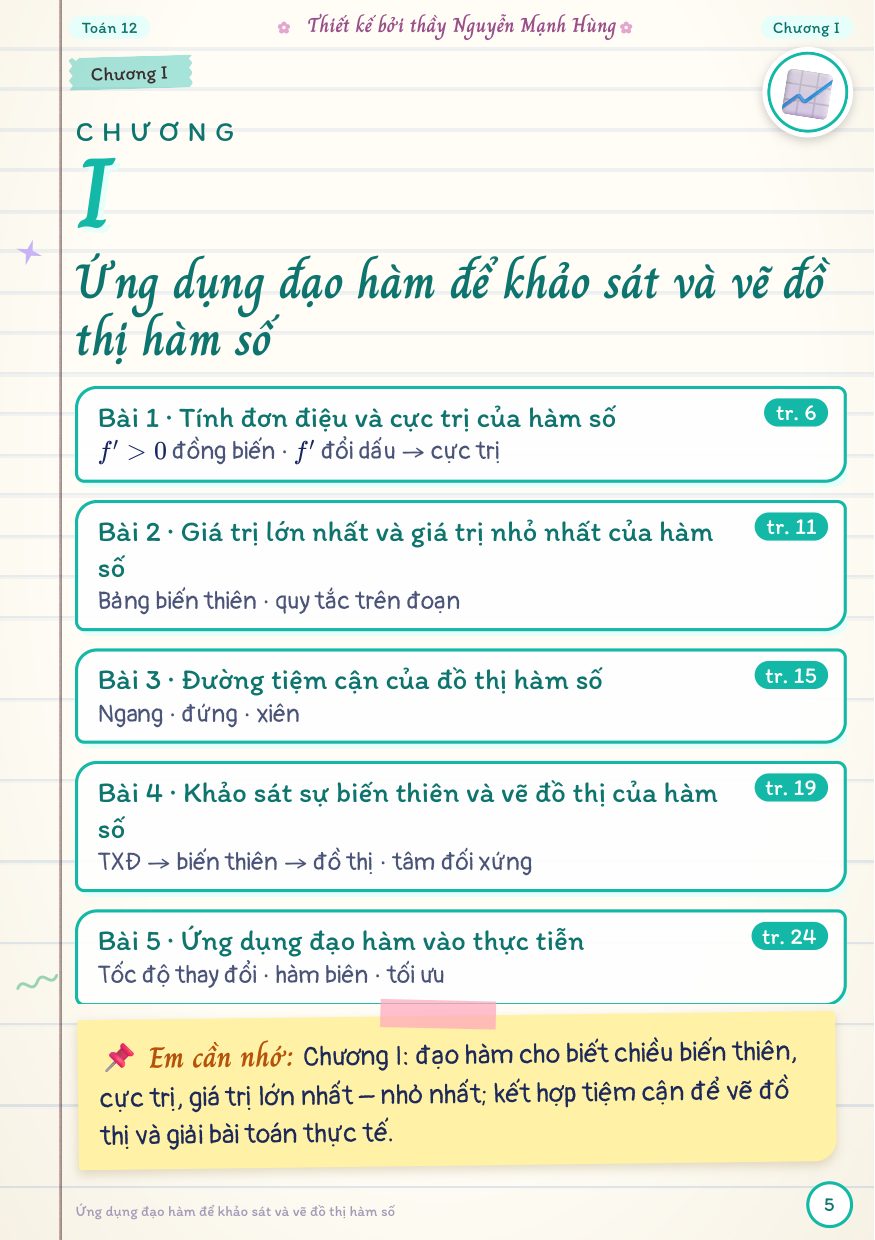 Toán 12
Thiết kế bởi thầy Nguyễn Mạnh Hùng
Chương I
Chương I
CHƯƠNG
I
Ứng dụng đạo hàm để khảo sát và vẽ đồ
thị hàm số
Bài 1 · Tính đơn điệu và cực trị của hàm số
tr. 6
f′ > 0 đồng biến · f′ đổi dấu → cực trị
Bài 2 · Giá trị lớn nhất và giá trị nhỏ nhất của hàm
số
tr. 11
Bảng biến thiên · quy tắc trên đoạn
Bài 3 · Đường tiệm cận của đồ thị hàm số
tr. 15
Ngang · đứng · xiên
Bài 4 · Khảo sát sự biến thiên và vẽ đồ thị của hàm
số
tr. 19
TXĐ → biến thiên → đồ thị · tâm đối xứng
Bài 5 · Ứng dụng đạo hàm vào thực tiễn
tr. 24
Tốc độ thay đổi · hàm biên · tối ưu
Em cần nhớ: Chương I: đạo hàm cho biết chiều biến thiên,
cực trị, giá trị lớn nhất – nhỏ nhất; kết hợp tiệm cận để vẽ đồ
thị và giải bài toán thực tế.
Ứng dụng đạo hàm để khảo sát và vẽ đồ thị hàm số
5